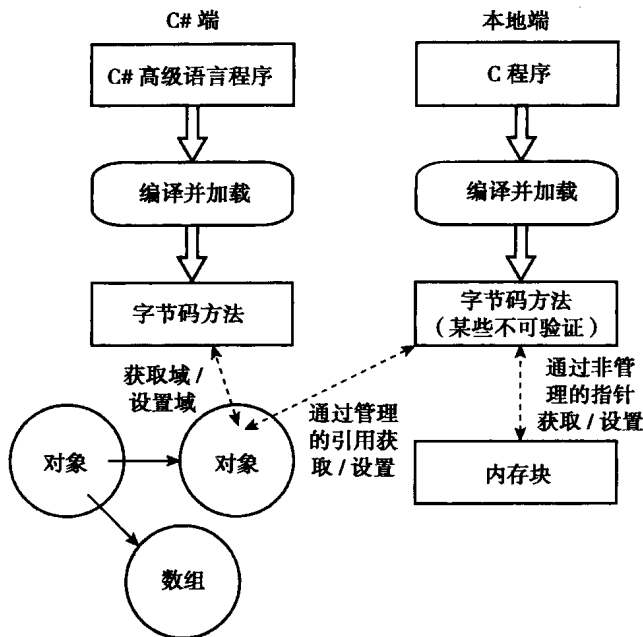 C# 端
本地端
C# 高级语言程序
C 程序
编译并加载
编译并加载
字节码方法
字节码方法
（某些不可验证）
获取域 /
设置域
通过管理
的引用获
取 / 设置
通过非管
理的指针
获取 / 设置
对象
对象
内存块
数组